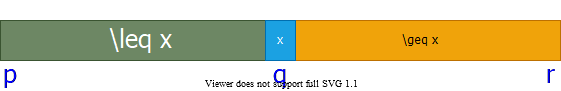 \leq x x \geq x
p q r
Viewer does not support full SVG 1.1